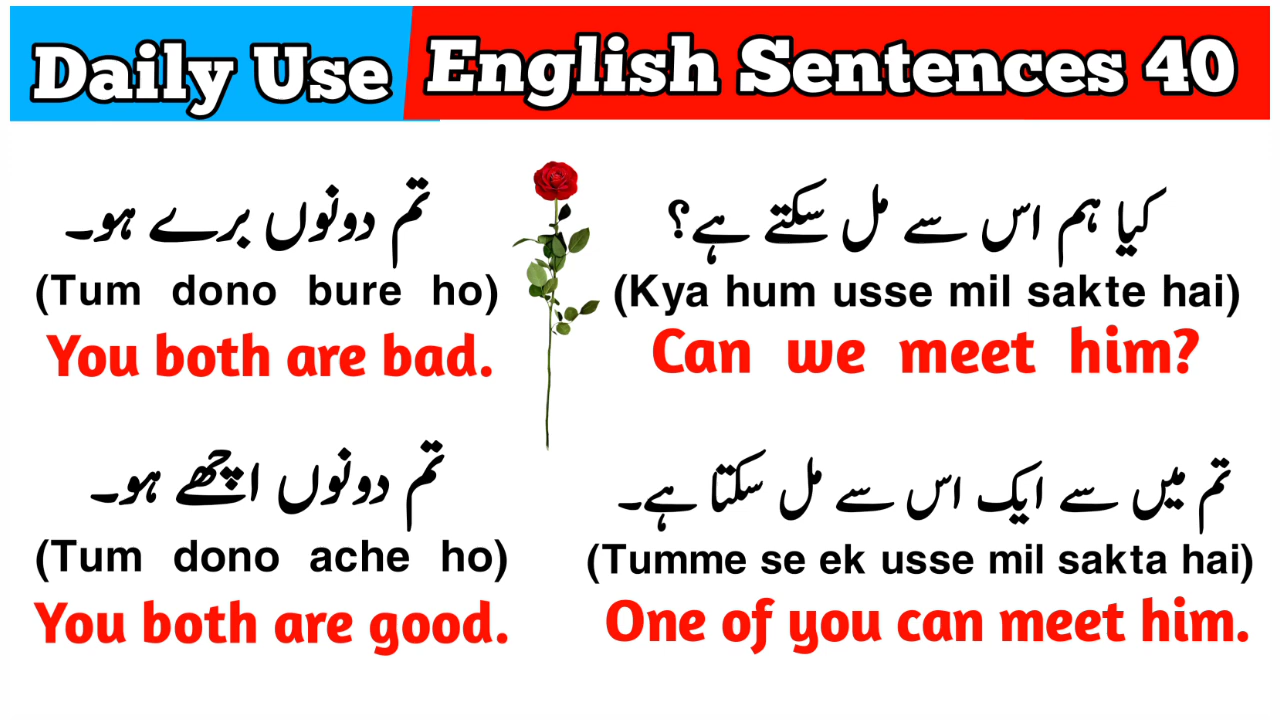 Daily Use English Sentences 40
تم دونوں برے ہو۔
(Tum dono bure ho)
You both are bad.
کیا ہم اس سے مل سکتے ہے؟
(Kya hum usse mil sakte hai)
Can we meet him?
تم دونوں اچھے ہو۔
(Tum dono ache ho)
You both are good.
تم میں سے ایک اس سے مل سکتا ہے۔
(Tumme se ek usse mil sakta hai)
One of you can meet him.